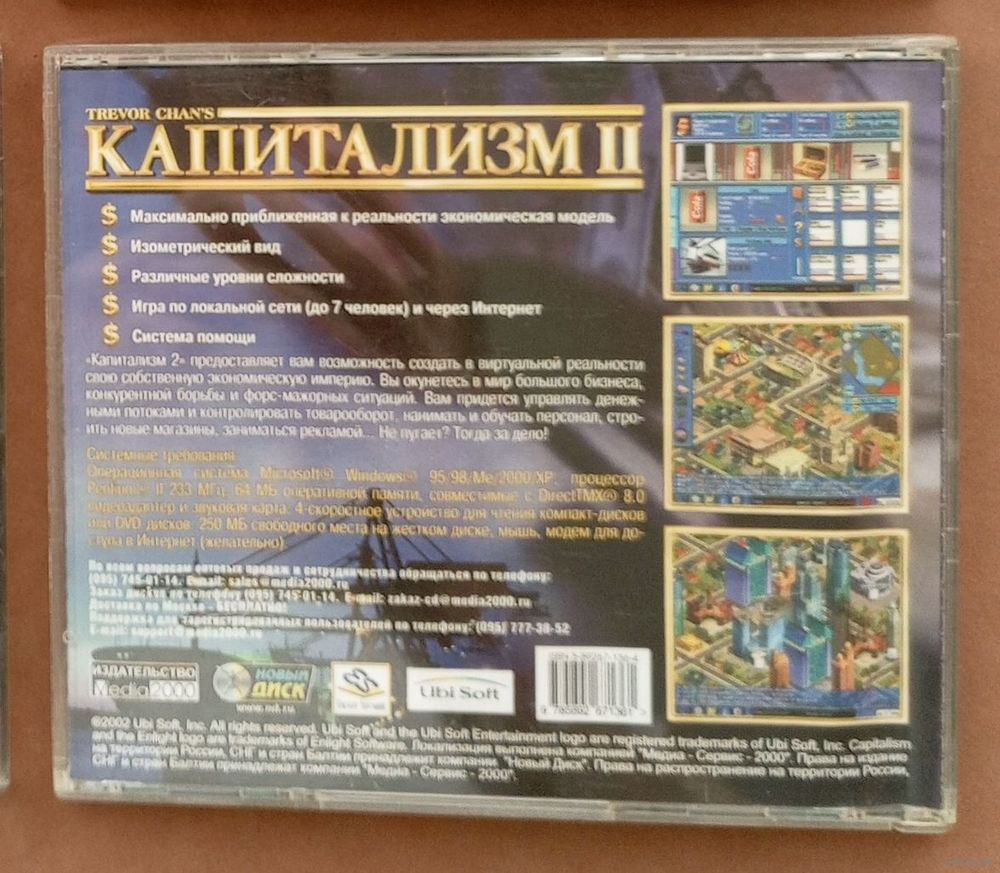 TREVOR CHAN'S
КАПИТАЛИЗМ II
$ Максимально приближенная к реальности экономическая модель
$ Изометрический вид
$ Различные уровни сложности
$ Игра по локальной сети (до 7 человек) и через Интернет
$ Система помощи
«Капитализм 2» предоставляет вам возможность создать в виртуальной реальности
свою собственную экономическую империю. Вы окунетесь в мир большого бизнеса,
конкурентной борьбы и форс-мажорных ситуаций. Вам придется управлять денеж-
ными потоками и контролировать товарооборот, нанимать и обучать персонал, стро-
ить новые магазины, заниматься рекламой... Не пугает? Тогда за дело!
Системные требования:
Операционная система Microsoft® Windows® 95/98/Me/2000/XP, процессор
Pentium® II 233 МГц, 64 МБ оперативной памяти, совместимые с DirectTMX® 8.0
видеоадаптер и звуковая карта, 4-скоростное устройство для чтения компакт-дисков
или DVD-дисков, 250 МБ свободного места на жестком диске, мышь, модем для до-
ступа в Интернет (желательно)
По всем вопросам оптовых продаж и сотрудничества обращаться по телефону:
(095) 745-01-14. E-mail: sales@media2000.ru
Заказ дисков по телефону (095) 745-01-14. E-mail: zakaz-cd@media2000.ru
Доставка по Москве - БЕСПЛАТНО!
Поддержка для зарегистрированных пользователей по телефону: (095) 777-38-52
E-mail: support@media2000.ru
ИЗДАТЕЛЬСТВО
Media2000
НОВЫЙ
ДИСК
www.nd.ru
Ubi Soft
©2002 Ubi Soft, Inc. All rights reserved. Ubi Soft and the Ubi Soft Entertainment logo are registered trademarks of Ubi Soft, Inc. Capitalism
and the Enlight logo are trademarks of Enlight Software. Локализация выполнена компанией "Медиа - Сервис - 2000". Права на издание
на территории России, СНГ и стран Балтии принадлежит компании "Новый Диск". Права на распространение на территории России,
СНГ и стран Балтии принадлежат компании "Медиа - Сервис - 2000".
Cola
Cola